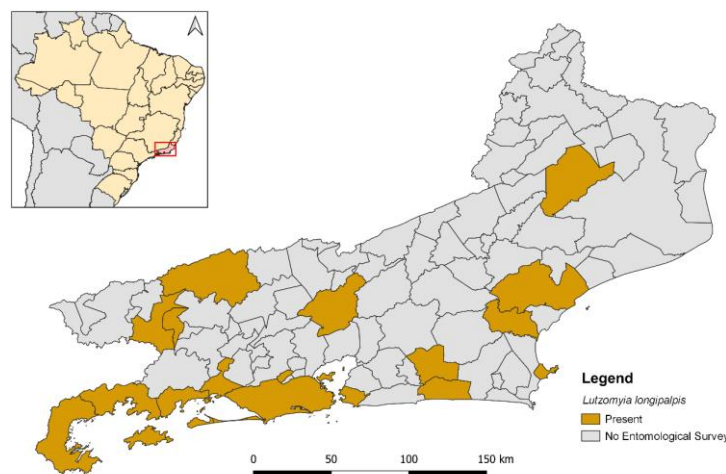 Legend
Lutzomyia longipalpis
Present
No Entomological Survey
0 50 100 150 km